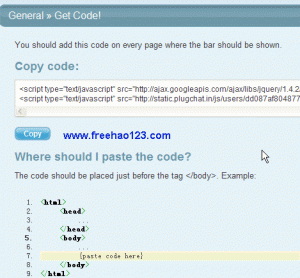 General » Get Code!
You should add this code on every page where the bar should be shown.
Copy code:
<script type="text/javascript" src="http://ajax.googleapis.com/ajax/libs/jquery/1.4.2
<script type="text/javascript" src="http://static.plugchat.in/js/users/dd087af804877
Copy
www.freehao123.com
Where should I paste the code?
The code should be placed just before the tag </body>. Example:
1. <html>
2. <head>
3. ...
4. </head>
5. <body>
6. ...
7. {paste code here}
8. </body>
9. </html>